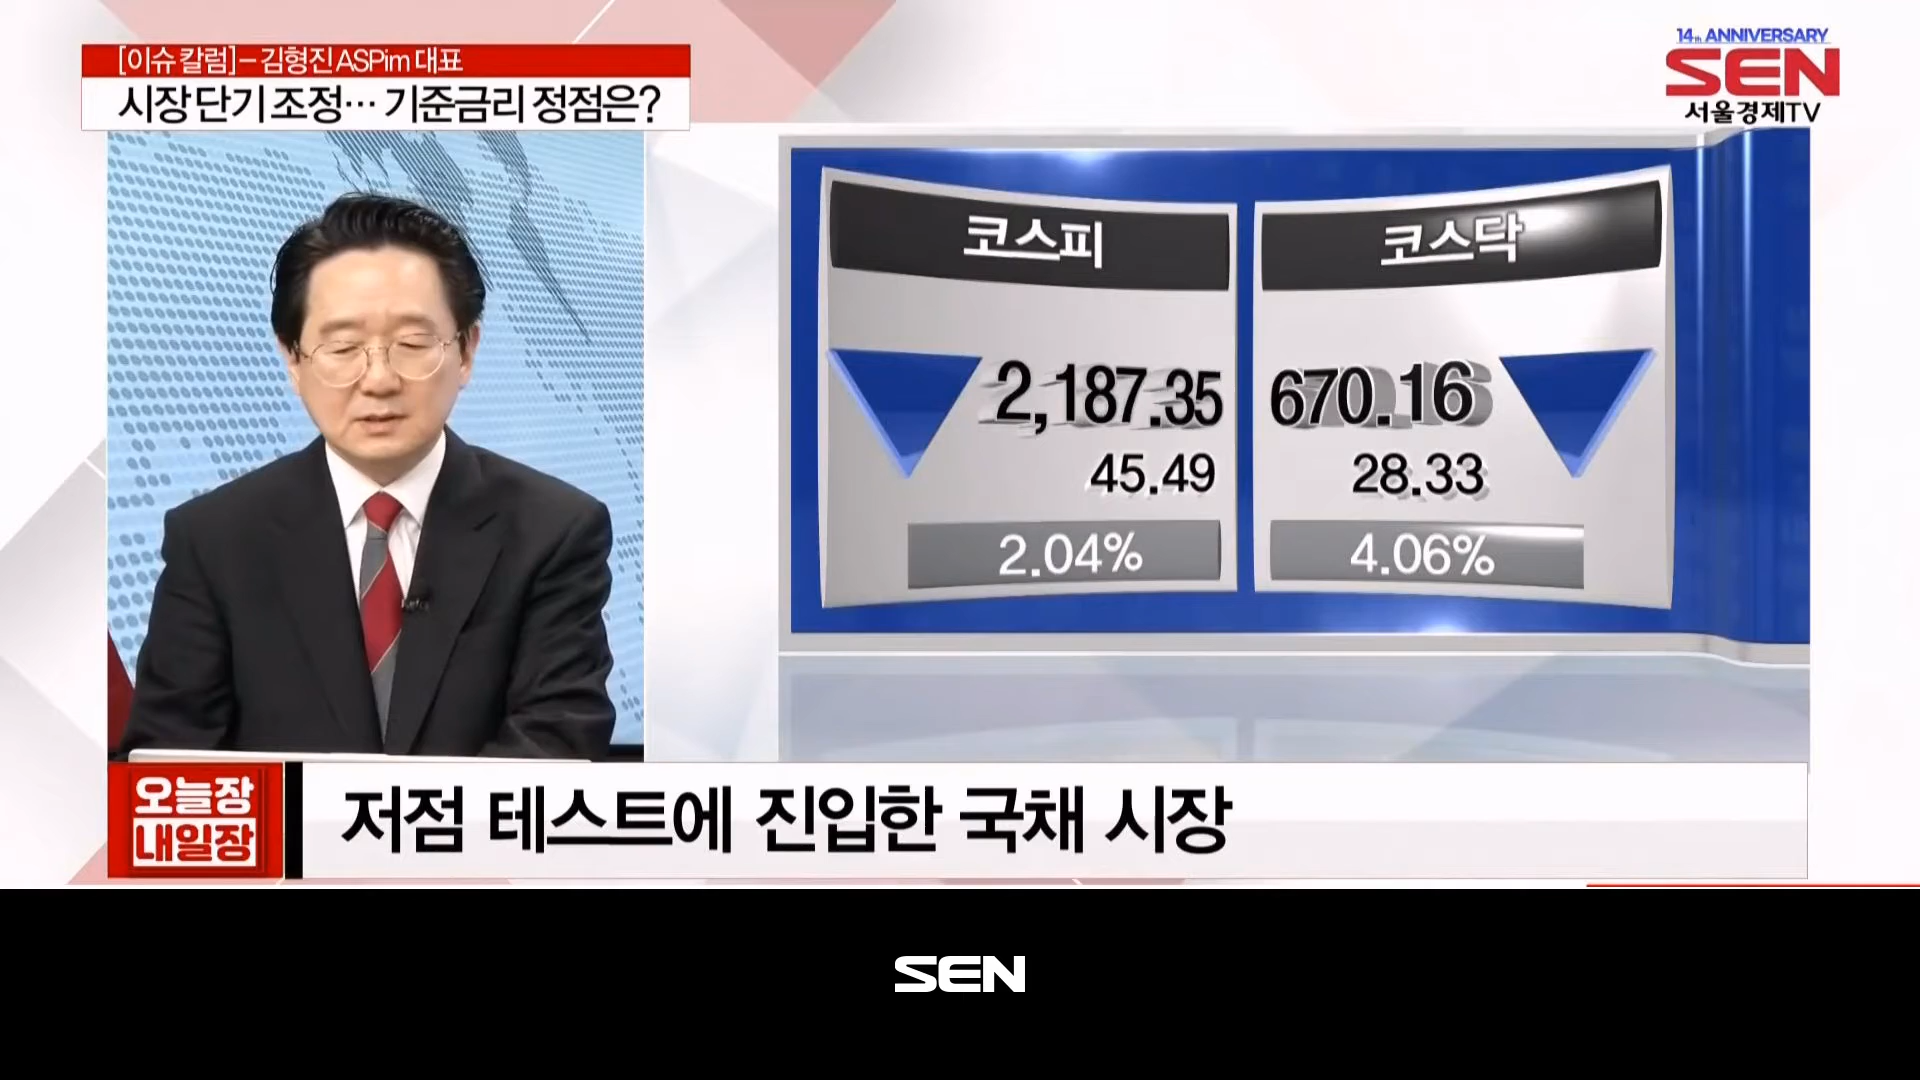 [이슈 칼럼] - 김형진 ASPim 대표
시장 단기 조정… 기준금리 정점은?
14th ANNIVERSARY
SEN
서울경제TV
코스피
2,187.35
45.49
2.04%
코스닥
670.16
28.33
4.06%
오늘장
내일장
저점 테스트에 진입한 국채 시장
SEN